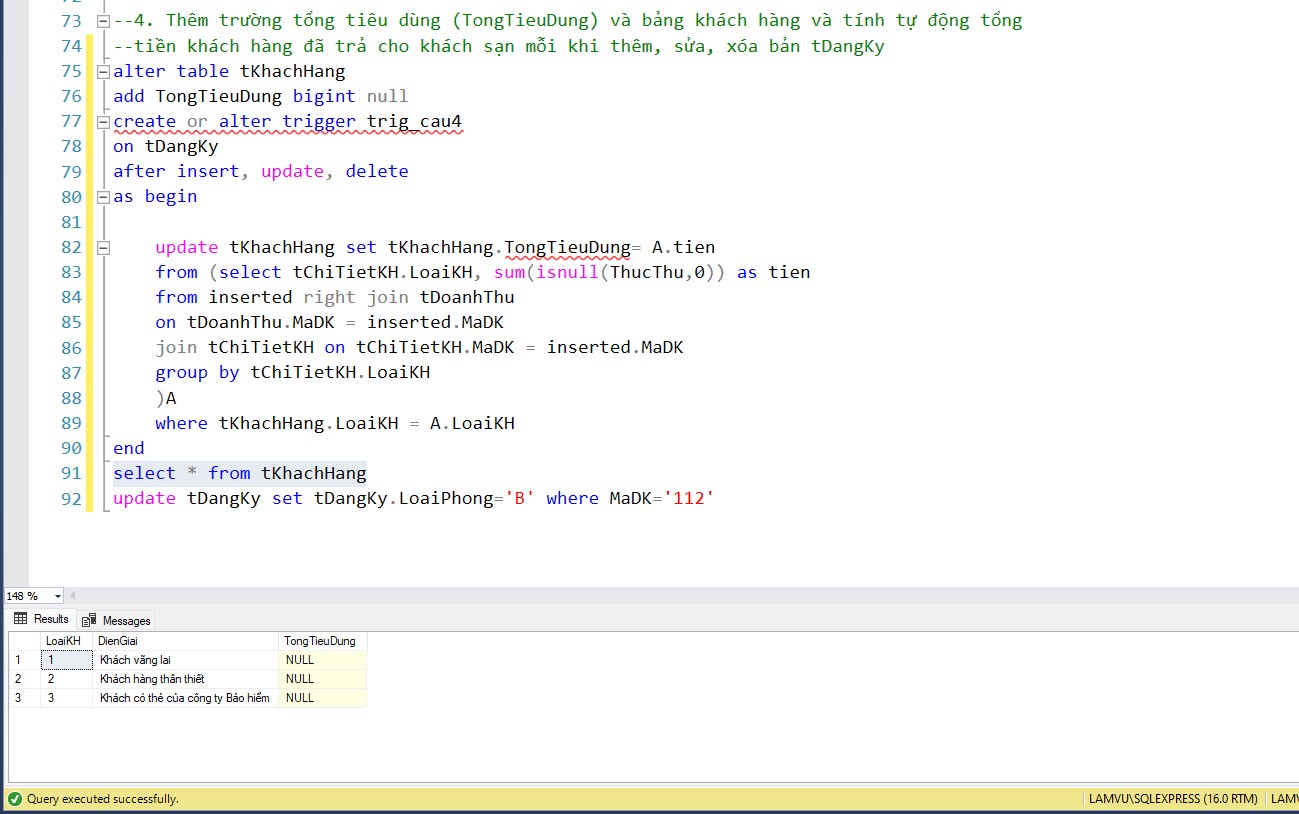 73 --4. Thêm trường tổng tiêu dùng (TongTieuDung) và bảng khách hàng và tính tự động tổng
74 --tiền khách hàng đã trả cho khách sạn mỗi khi thêm, sửa, xóa bản tDangKy
75 alter table tKhachHang
76 add TongTieuDung bigint null
77 create or alter trigger trig_cau4
78 on tDangKy
79 after insert, update, delete
80 as begin
81
82 update tKhachHang set tKhachHang.TongTieuDung= A.tien
83 from (select tChiTietKH.LoaiKH, sum(isnull(ThucThu,0)) as tien
84 from inserted right join tDoanhThu
85 on tDoanhThu.MaDK = inserted.MaDK
86 join tChiTietKH on tChiTietKH.MaDK = inserted.MaDK
87 group by tChiTietKH.LoaiKH
88 )A
89 where tKhachHang.LoaiKH = A.LoaiKH
90 end
91 select * from tKhachHang
92 update tDangKy set tDangKy.LoaiPhong='B' where MaDK='112'
148 %
Results Messages
LoaiKH DienGiai TongTieuDung
1 1 Khách vãng lai NULL
2 2 Khách hàng thân thiết NULL
3 3 Khách có thẻ của công ty Bảo hiểm NULL
Query executed successfully. LAMVU\SQLEXPRESS (16.0 RTM)